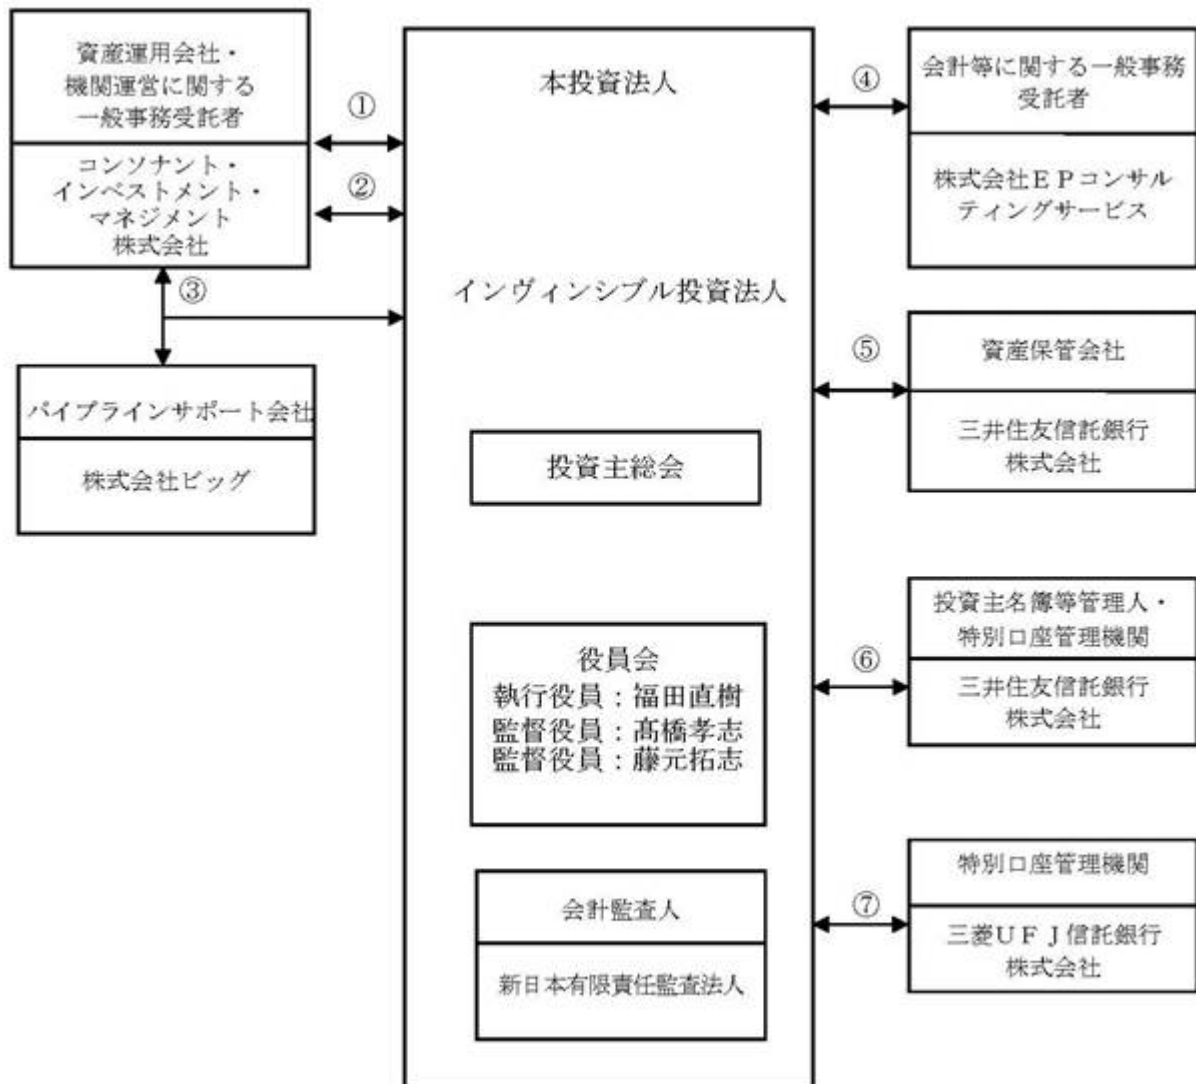 資産運用会社・
機関運営に関する
一般事務受託者
コンソナント・
インベストメント・
マネジメント
株式会社
①
②
③
パイプラインサポート会社
株式会社ビッグ
本投資法人
インヴィンシブル投資法人
投資主総会
役員会
執行役員：福田直樹
監督役員：髙橋孝志
監督役員：藤元拓志
会計監査人
新日本有限責任監査法人
④
会計等に関する一般事務
受託者
株式会社ＥＰコンサル
ティングサービス
⑤
資産保管会社
三井住友信託銀行
株式会社
⑥
投資主名簿等管理人・
特別口座管理機関
三井住友信託銀行
株式会社
⑦
特別口座管理機関
三菱ＵＦＪ信託銀行
株式会社